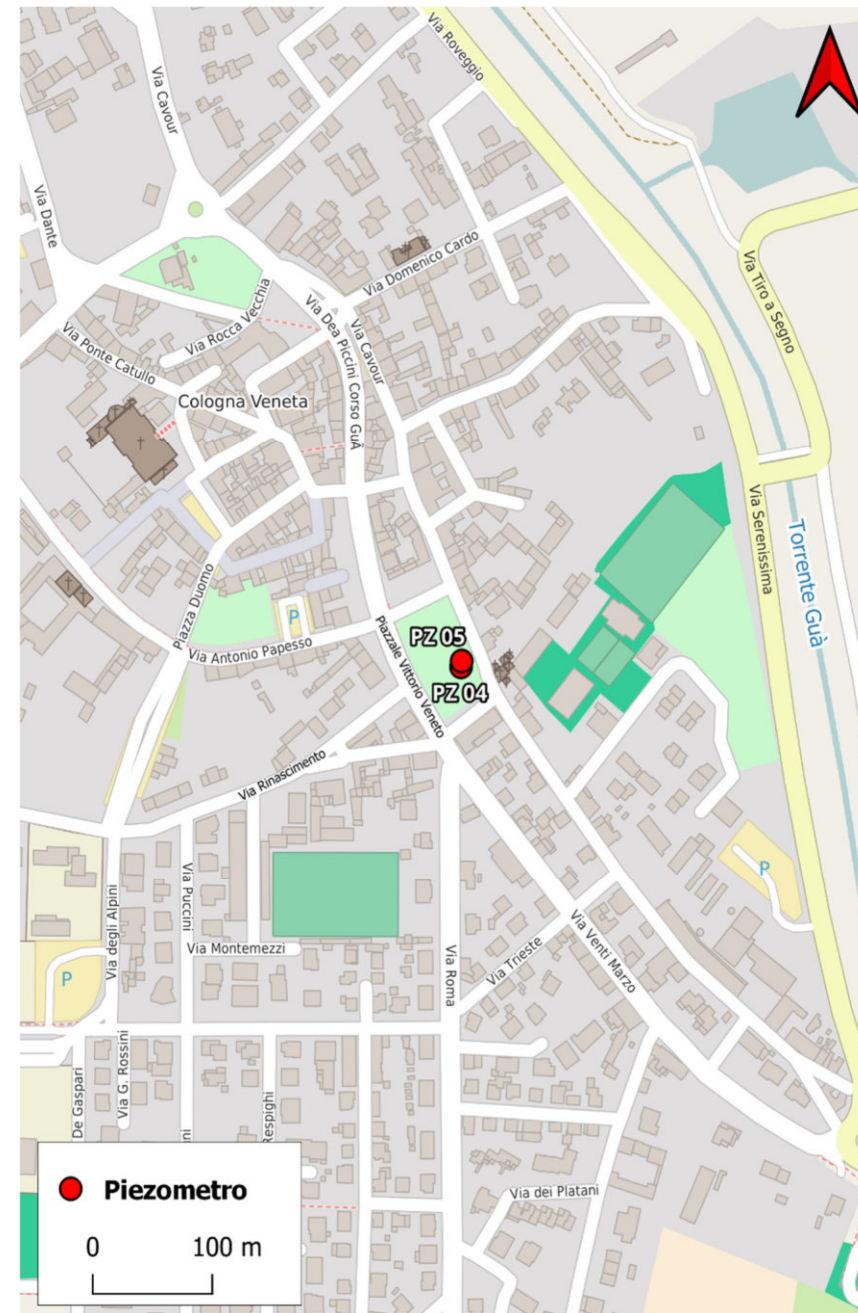 Via Roveggio
Via Cavour
Via Dante
Via Domenico Cardo
Via Tiro a Segno
Via Rocca Vecchia
Via Dea Piccini Corso GuÀ
Via Cavour
Via Ponte Catullo
Cologna Veneta
Via Serenissima
Torrente Guà
Piazza Duomo
P
Via Antonio Papesso
Piazzale Vittorio Veneto
PZ 05
PZ 04
Via Rinascimento
Via Puccini
P
Via degli Alpini
Via Montemezzi
Via Roma
Via Trieste
Via Venti Marzo
P
Via G. Rossini
De Gaspari
Respighi
ini
Via dei Platani
Piezometro
0 100 m